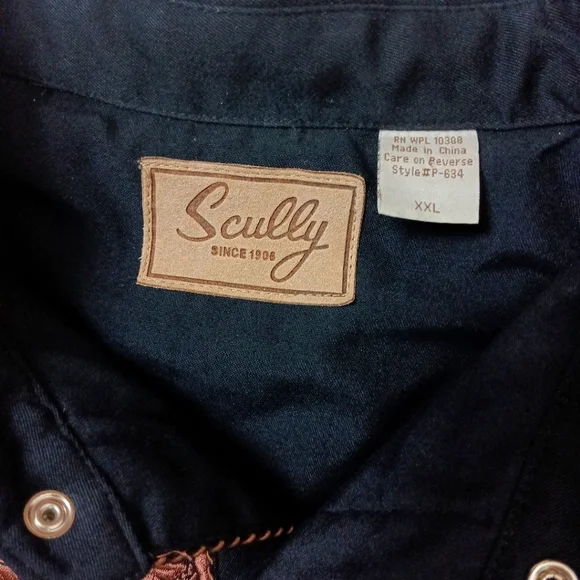 Scully
SINCE 1906
RN WPL 10388
Made in China
Care on Reverse
Style#P-634
XXL